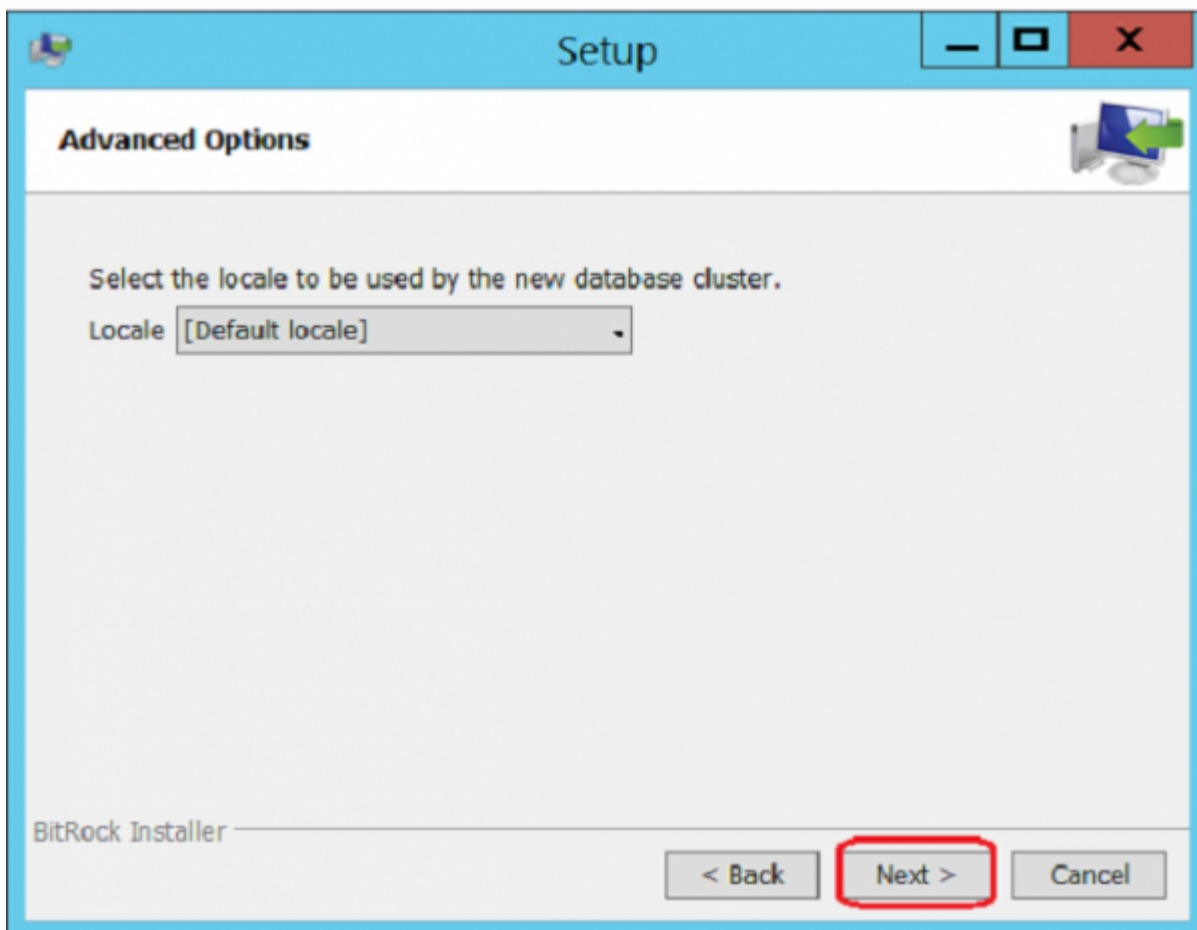 Setup
Advanced Options
Select the locale to be used by the new database cluster.
Locale [Default locale]
BitRock Installer
< Back Next > Cancel